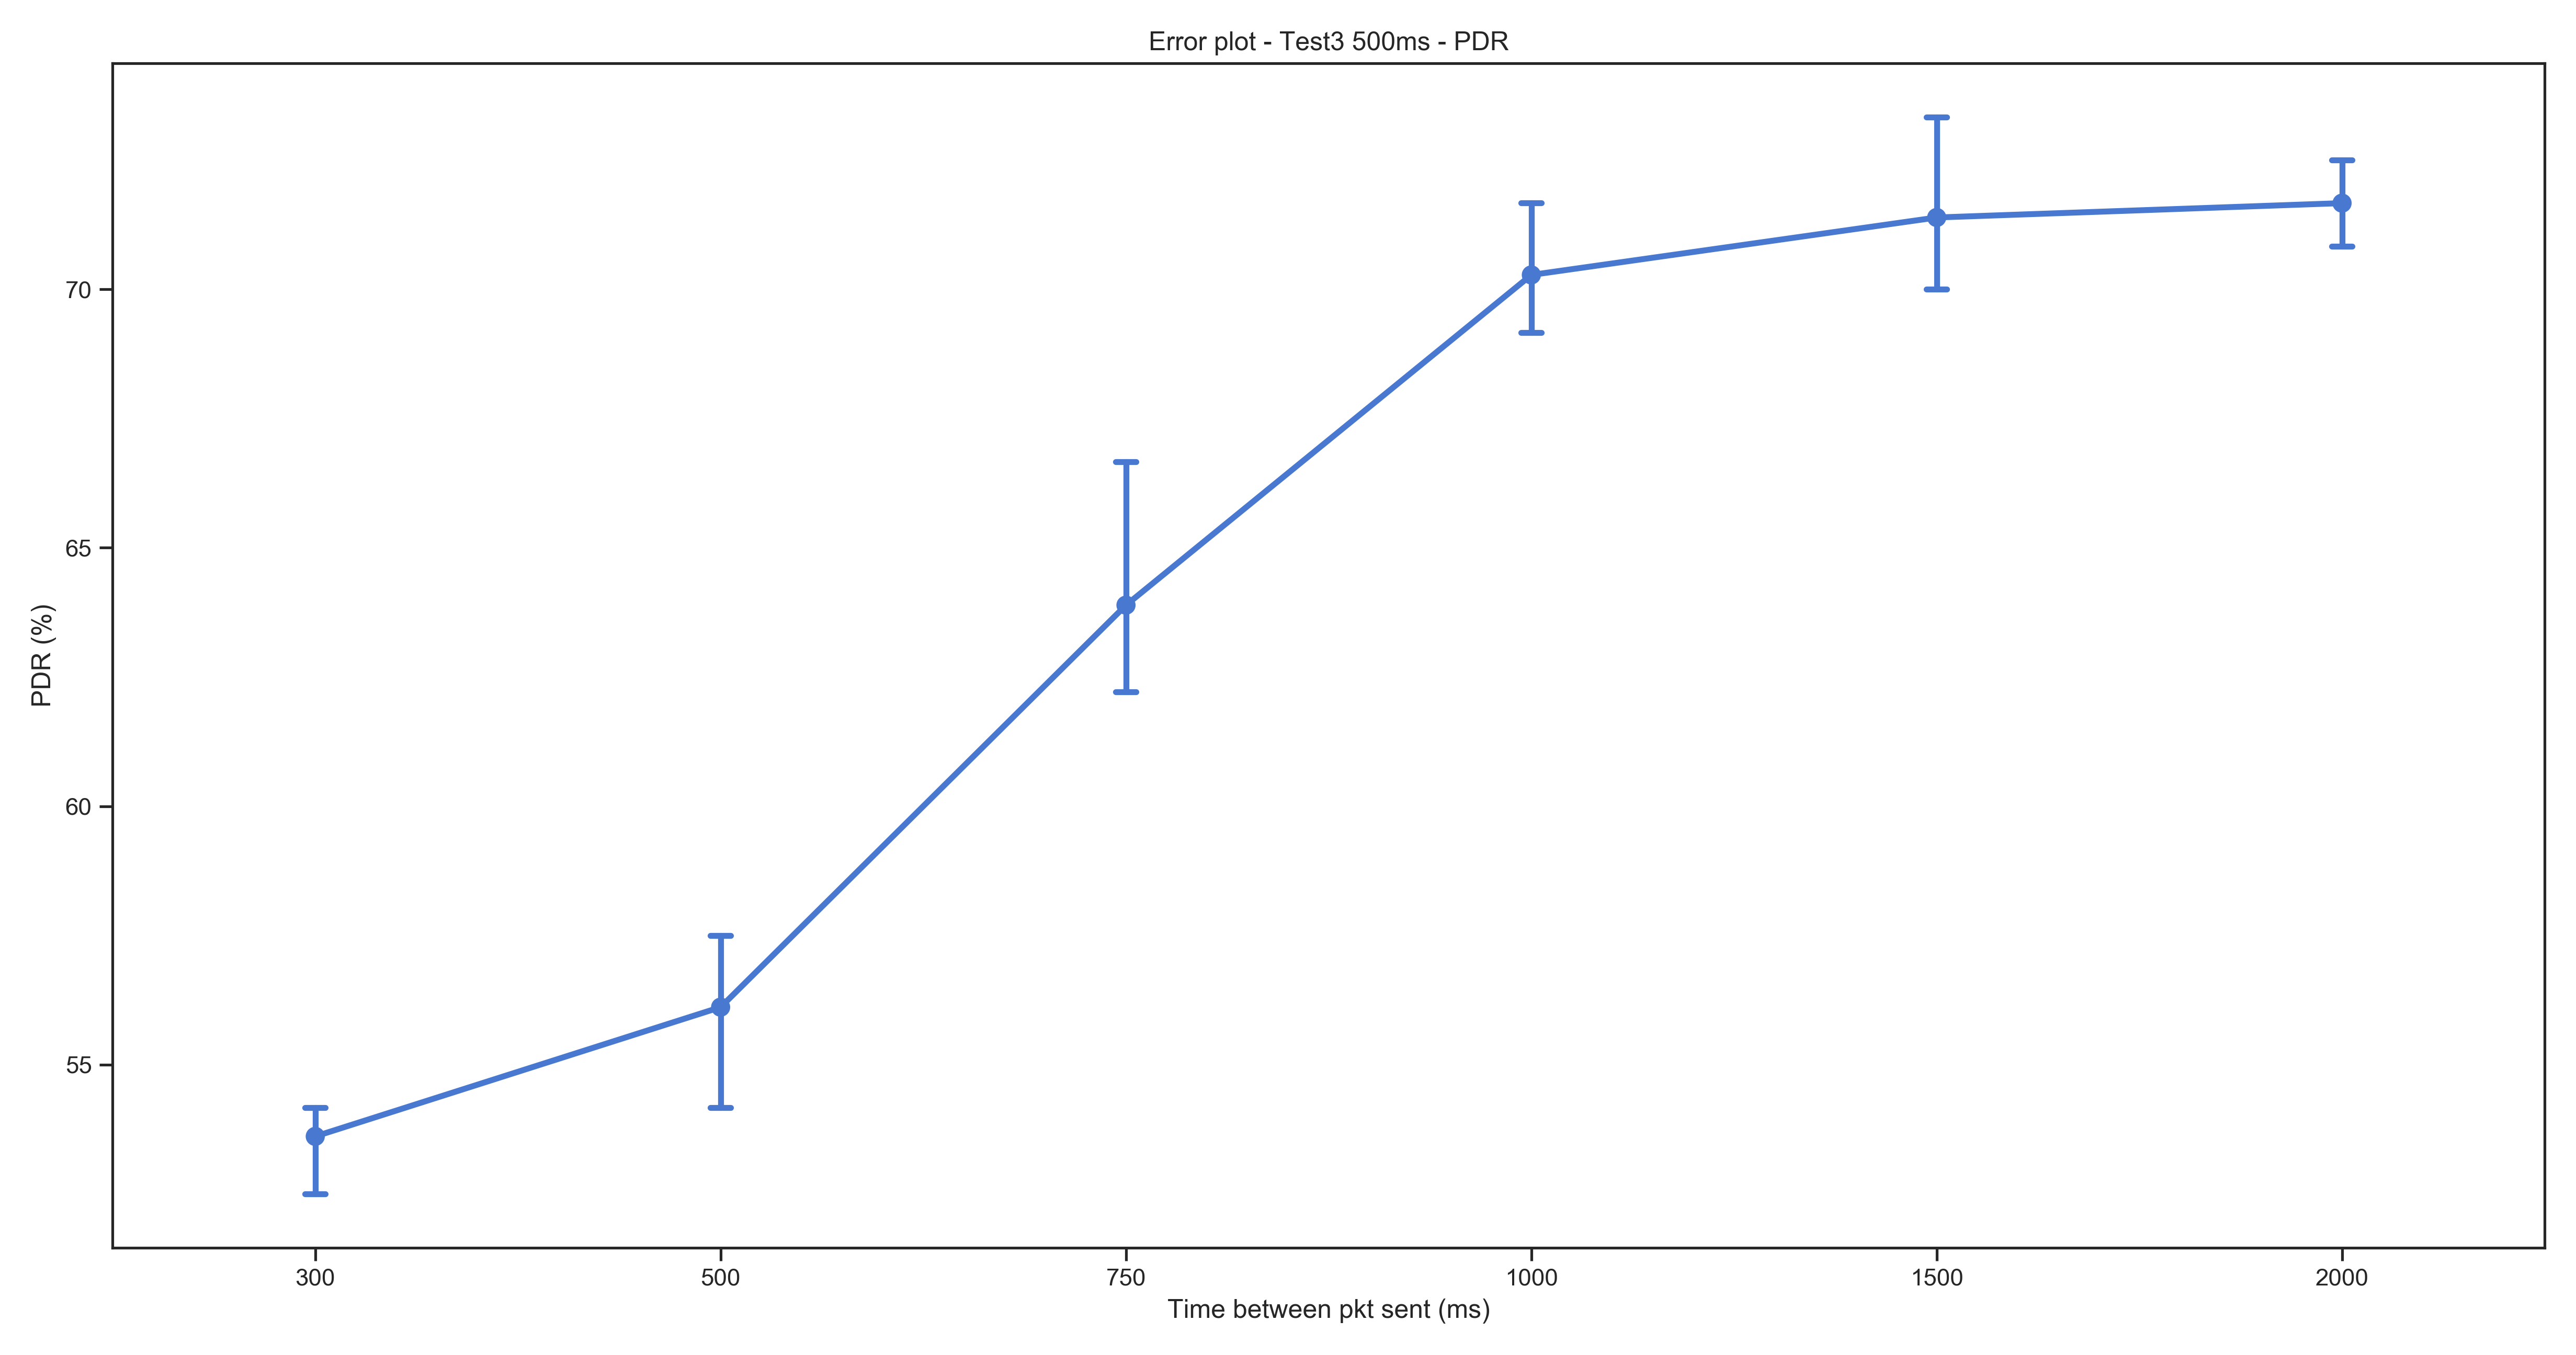 Error plot - Test3 500ms - PDR
PDR (%)
70
65
60
55
300 500 750 1000 1500 2000
Time between pkt sent (ms)